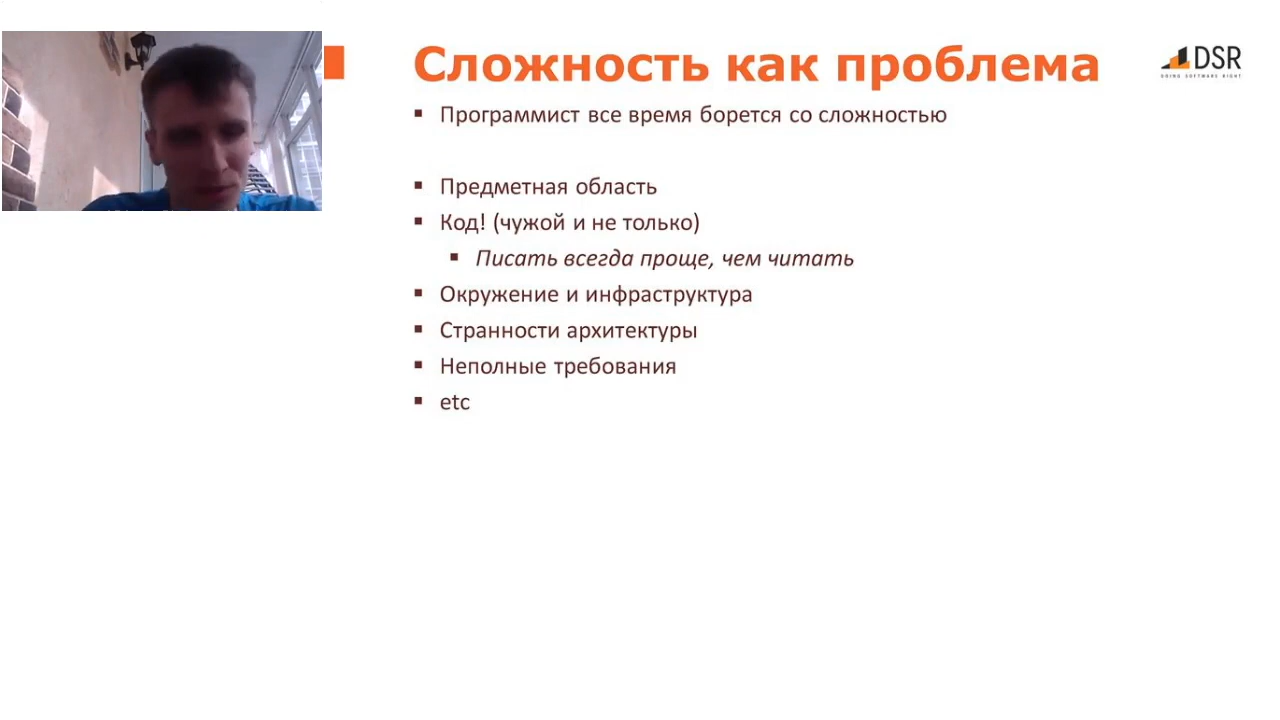 Сложность как проблема
DSR
DOING SOFTWARE RIGHT
▪ Программист все время борется со сложностью
▪ Предметная область
▪ Код! (чужой и не только)
▪ Писать всегда проще, чем читать
▪ Окружение и инфраструктура
▪ Странности архитектуры
▪ Неполные требования
▪ etc